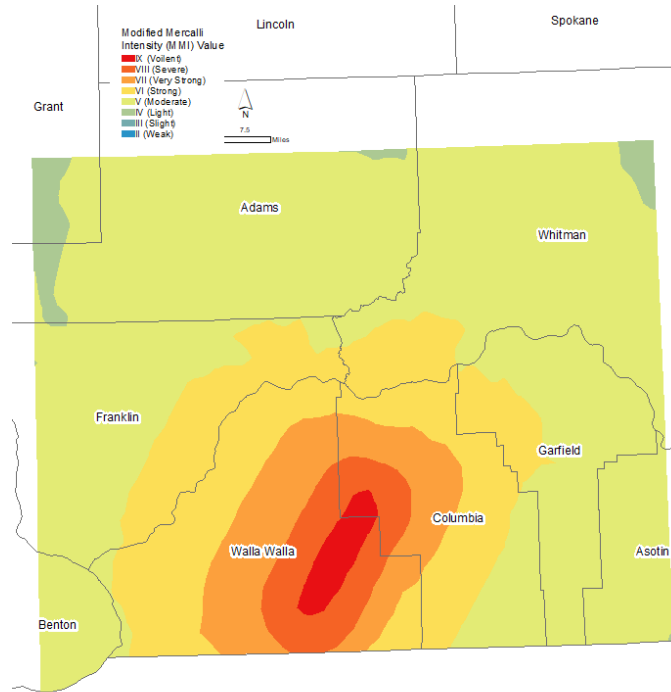 Lincoln
Spokane
Modified Mercalli
Intensity (MMI) Value
IX (Voilent)
VIII (Severe)
VII (Very Strong)
VI (Strong)
V (Moderate)
IV (Light)
III (Slight)
II (Weak)
Grant
N
7.5
Miles
Adams
Whitman
Franklin
Garfield
Columbia
Walla Walla
Asotin
Benton